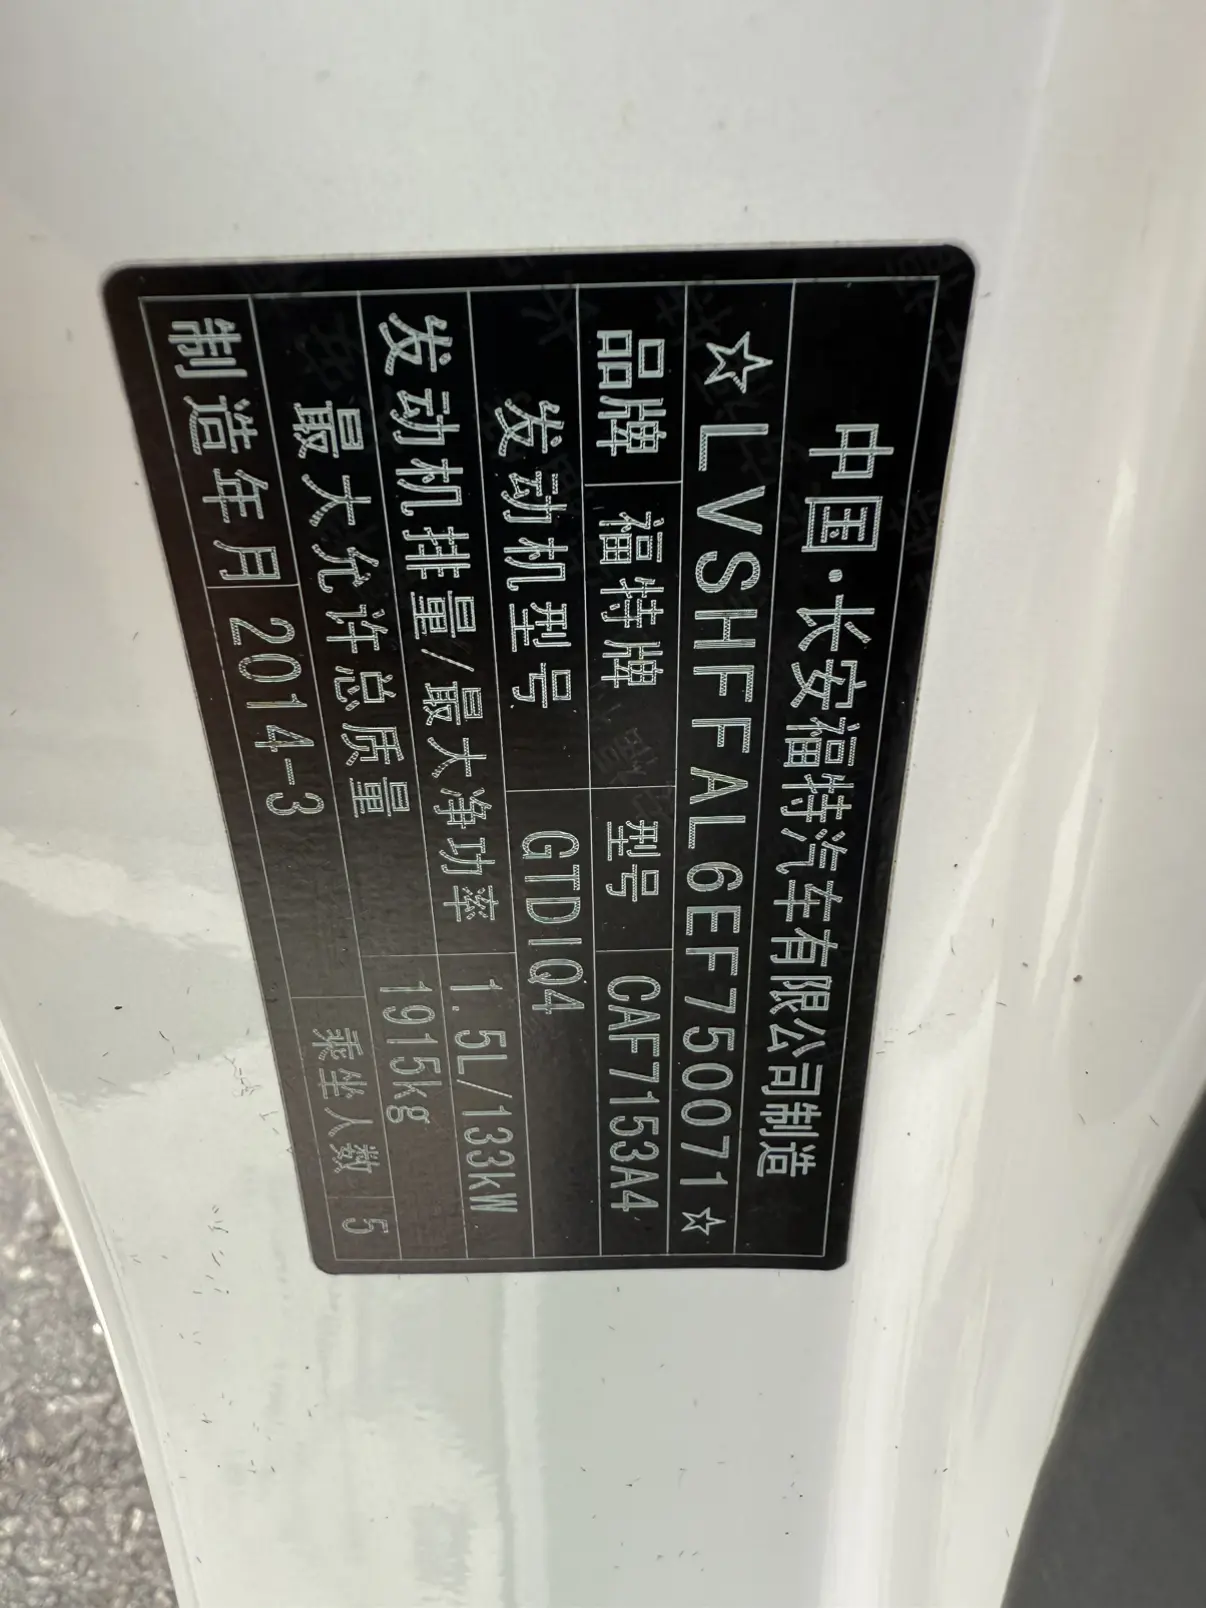 中国·长安福特汽车有限公司制造
☆LVSHFFAL6EF750071☆
品牌 福特牌 型号 CAF7153A4
发动机型号 GTDIQ4
发动机排量/最大净功率 1.5L/133kW
最大允许总质量 1915kg
制造年月 2014-3 乘坐人数 5